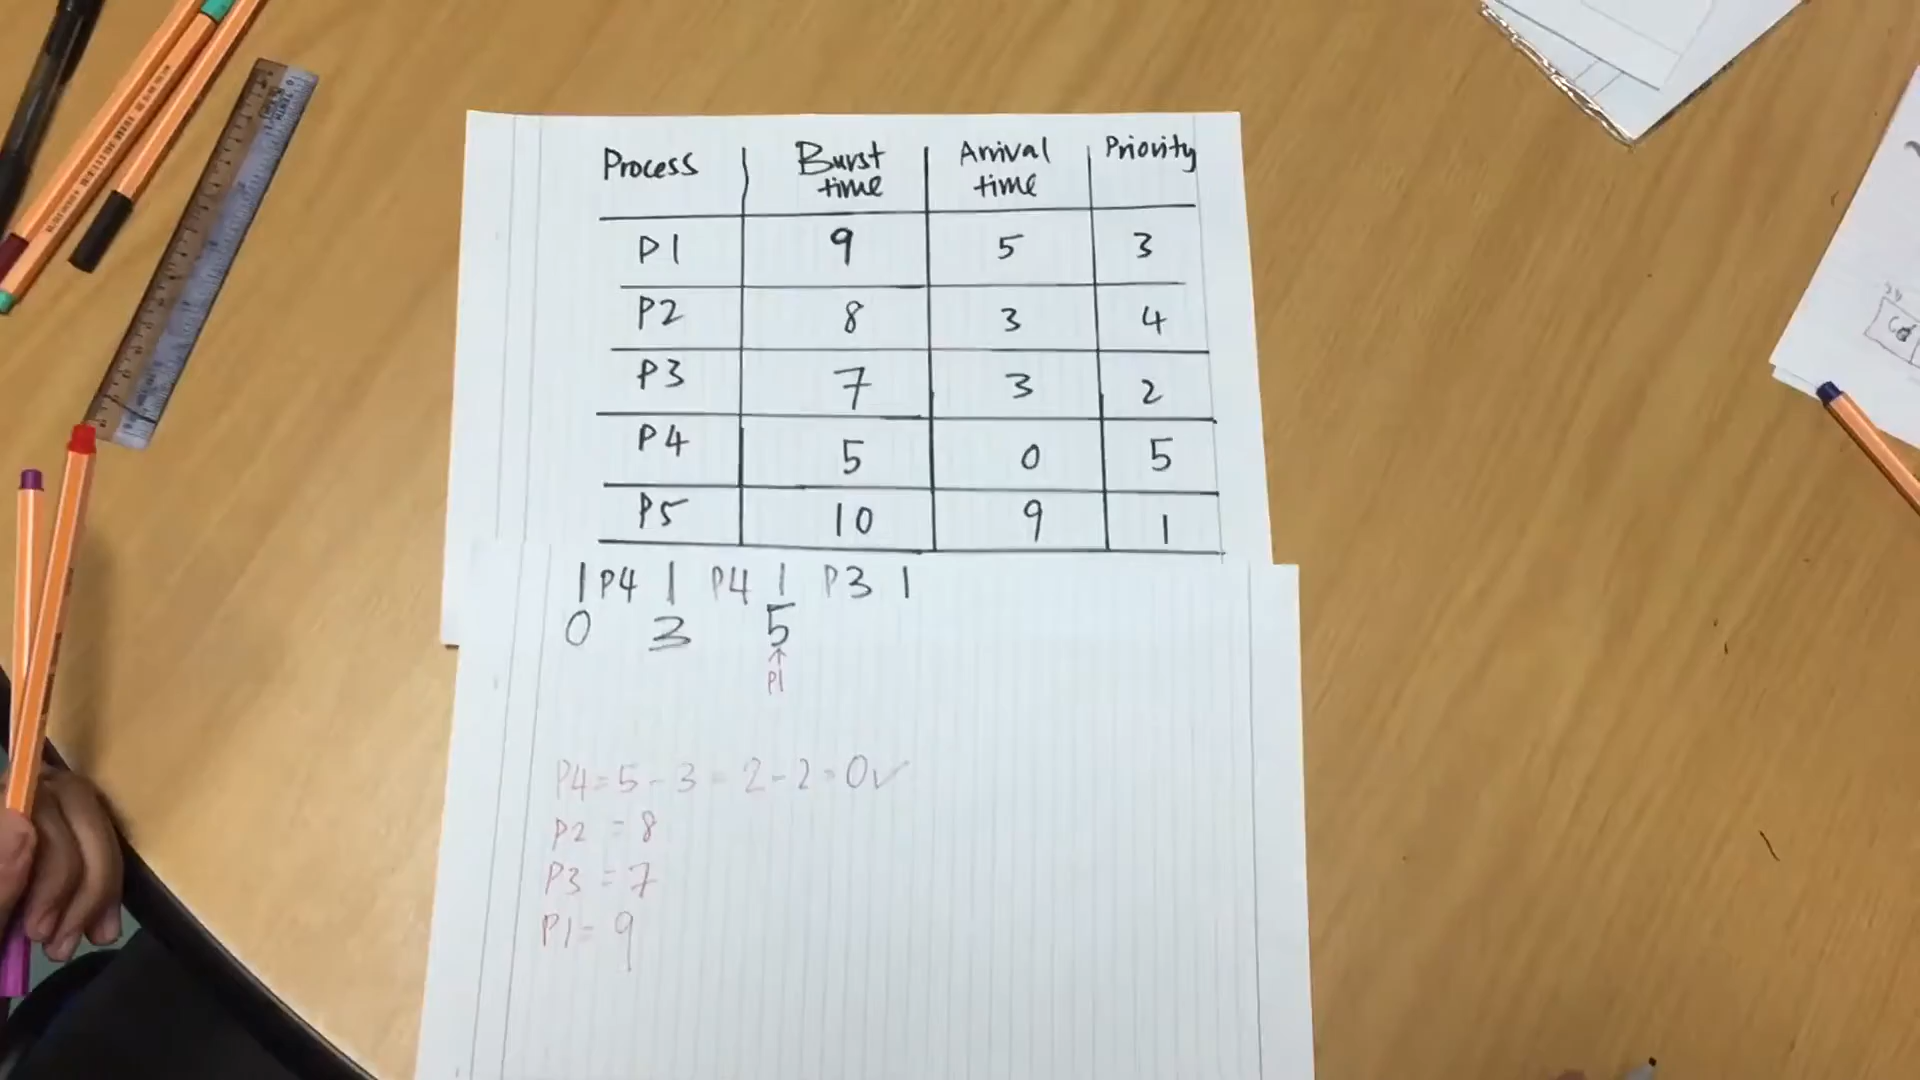 Process Burst time Arrival time Priority
P1 9 5 3
P2 8 3 4
P3 7 3 2
P4 5 0 5
P5 10 9 1
| P4 | P4 | P3 |
0 3 5
↑
P1
P4 = 5 - 3 = 2 - 2 = 0 ✓
P2 = 8
P3 = 7
P1 = 9